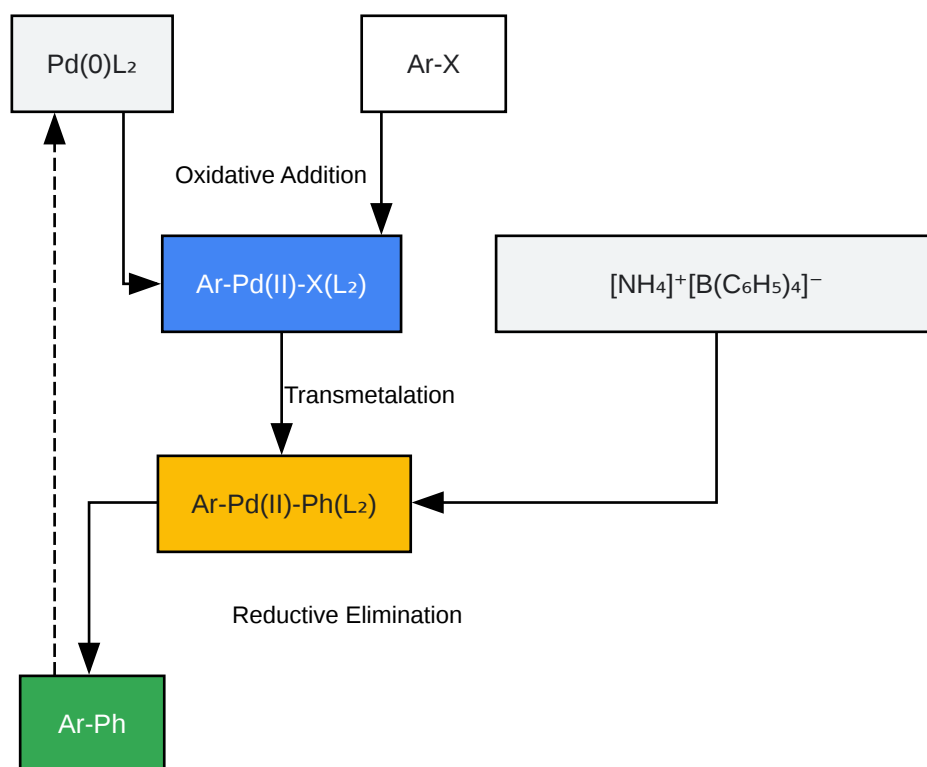 Pd(0)L₂
Ar-X
Oxidative Addition
Ar-Pd(II)-X(L₂)
[NH₄]⁺[B(C₆H₅)₄]⁻
Transmetalation
Ar-Pd(II)-Ph(L₂)
Reductive Elimination
Ar-Ph